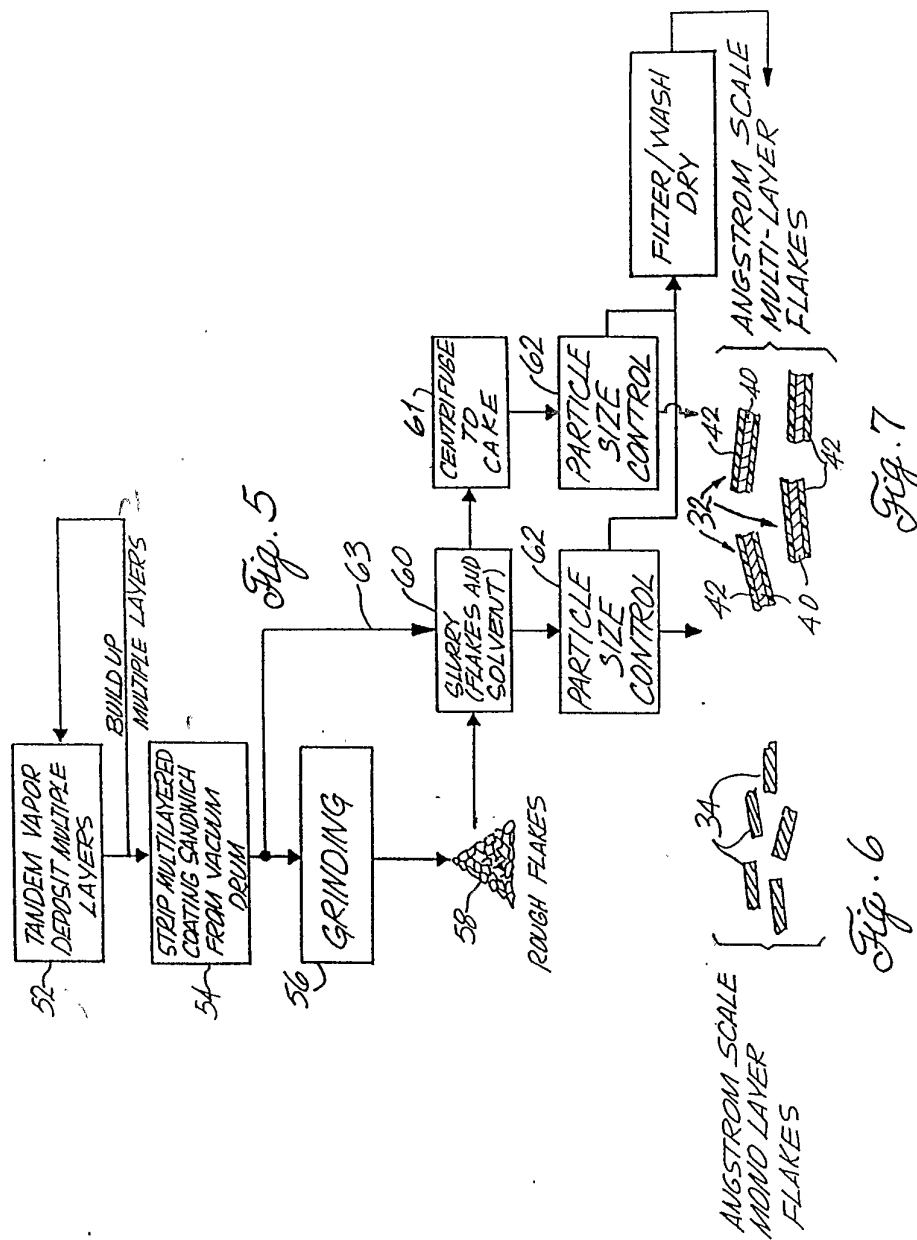 52
TANDEM VAPOR
DEPOSIT MULTIPLE
LAYERS
BUILD UP
MULTIPLE LAYERS
54
STRIP MULTILAYERED
COATING SANDWICH
FROM VACUUM
DRUM
56
GRINDING
58
ROUGH FLAKES
Fig. 5
63
60
SLURRY
(FLAKES AND
SOLVENT)
61
CENTRIFUGE
TO
CAKE
62
PARTICLE
SIZE
CONTROL
62
PARTICLE
SIZE
CONTROL
FILTER/WASH
DRY
ANGSTROM SCALE
MONO LAYER
FLAKES
34
Fig. 6
42
40
32
42
40
40
42
ANGSTROM SCALE
MULTI-LAYER
FLAKES
Fig. 7